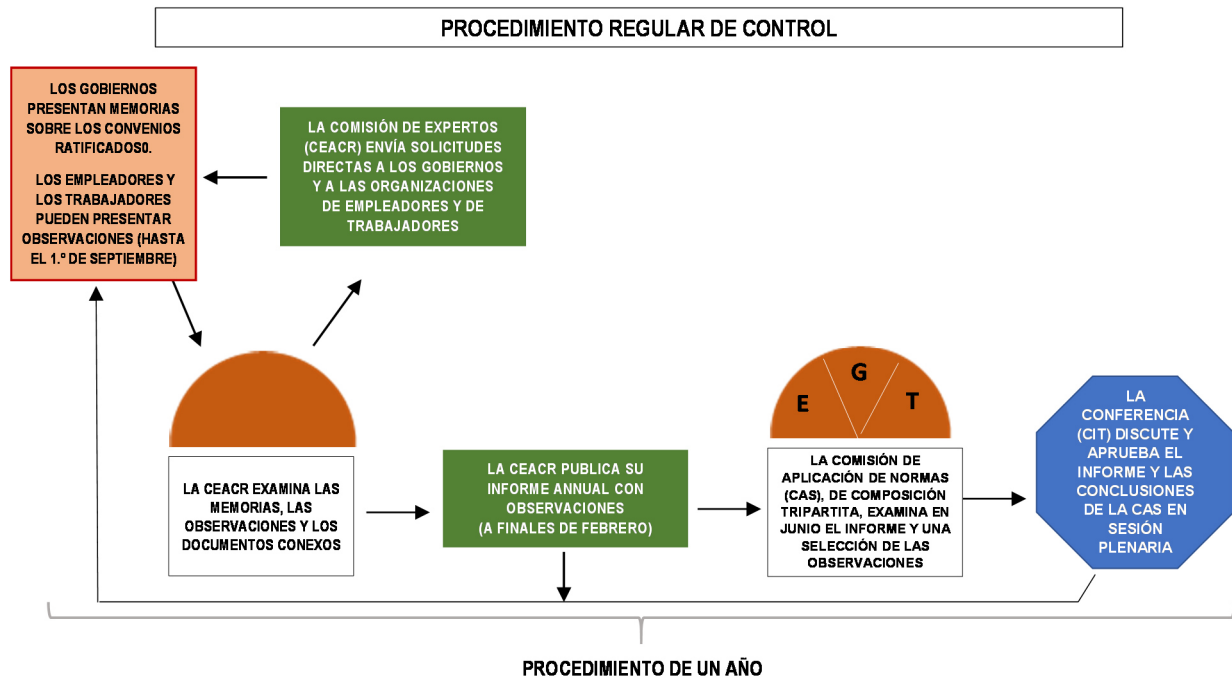 PROCEDIMIENTO REGULAR DE CONTROL
LOS GOBIERNOS
PRESENTAN MEMORIAS
SOBRE LOS CONVENIOS
RATIFICADOS0.
LOS EMPLEADORES Y
LOS TRABAJADORES
PUEDEN PRESENTAR
OBSERVACIONES (HASTA
EL 1.º DE SEPTIEMBRE)
LA COMISIÓN DE EXPERTOS
(CEACR) ENVÍA SOLICITUDES
DIRECTAS A LOS GOBIERNOS
Y A LAS ORGANIZACIONES
DE EMPLEADORES Y DE
TRABAJADORES
LA CEACR EXAMINA LAS
MEMORIAS, LAS
OBSERVACIONES Y LOS
DOCUMENTOS CONEXOS
LA CEACR PUBLICA SU
INFORME ANNUAL CON
OBSERVACIONES
(A FINALES DE FEBRERO)
E G T
LA COMISIÓN DE
APLICACIÓN DE NORMAS
(CAS), DE COMPOSICIÓN
TRIPARTITA, EXAMINA EN
JUNIO EL INFORME Y UNA
SELECCIÓN DE LAS
OBSERVACIONES
LA
CONFERENCIA
(CIT) DISCUTE Y
APRUEBA EL
INFORME Y LAS
CONCLUSIONES
DE LA CAS EN
SESIÓN
PLENARIA
PROCEDIMIENTO DE UN AÑO